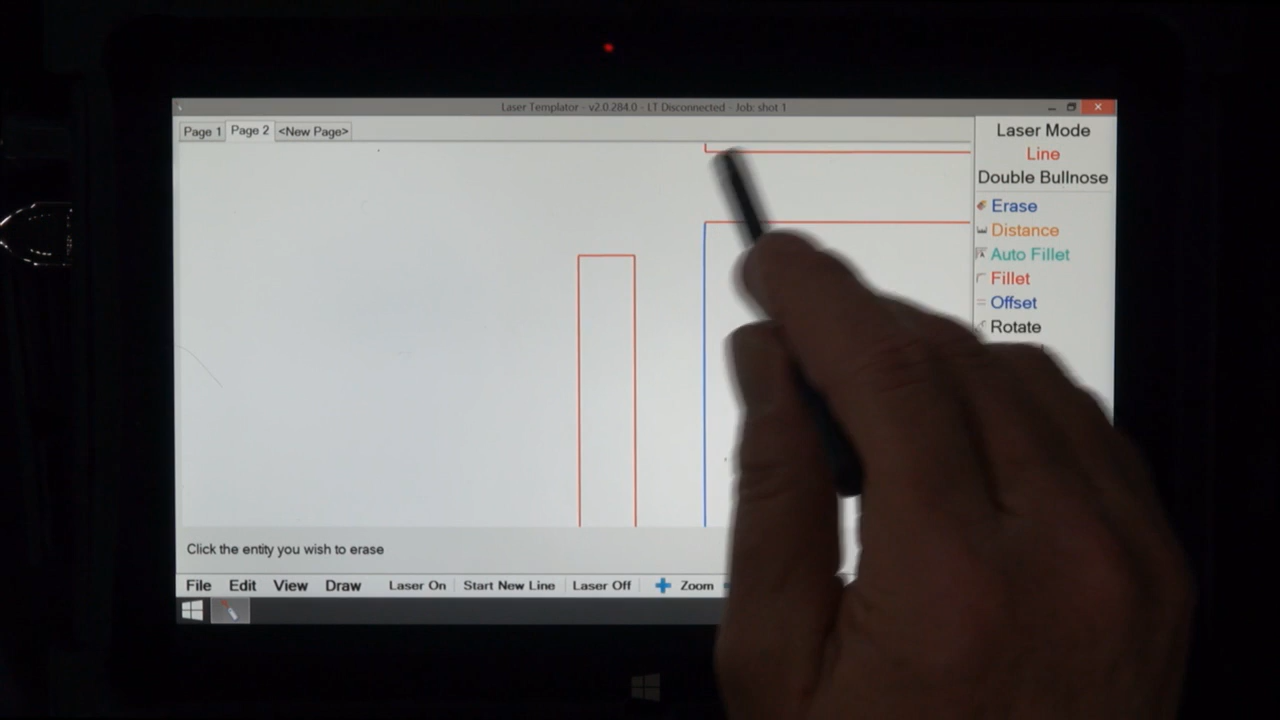 Laser Templator - v2.0.284.0 - LT Disconnected - Job: shot 1
Page 1 Page 2 <New Page>
Laser Mode
Line
Double Bullnose
Erase
Distance
Auto Fillet
Fillet
Offset
Rotate
Click the entity you wish to erase
File Edit View Draw Laser On Start New Line Laser Off Zoom